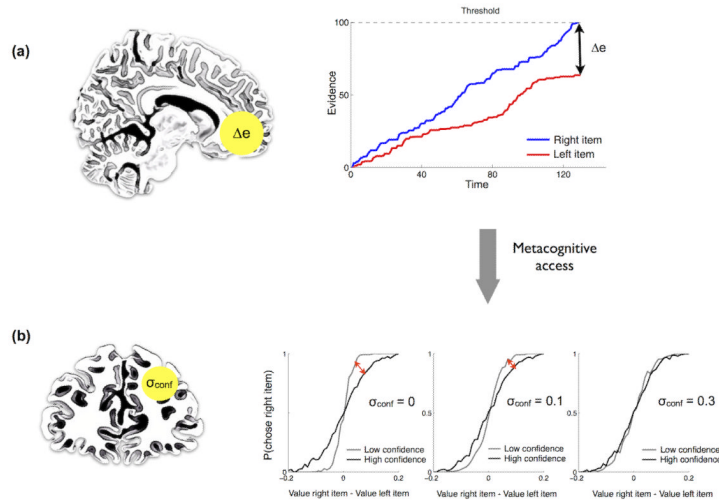 (a)
Δe
Threshold
100
50
0
Evidence
0
40
80
120
Time
Δe
Right item
Left item
Metacognitive
access
(b)
σconf
P(chose right item)
1
0.5
0
σconf = 0
Low confidence
High confidence
-0.2
0
0.2
Value right item - Value left item
1
0.5
0
σconf = 0.1
Low confidence
High confidence
-0.2
0
0.2
Value right item - Value left item
1
0.5
0
σconf = 0.3
Low confidence
High confidence
-0.2
0
0.2
Value right item - Value left item